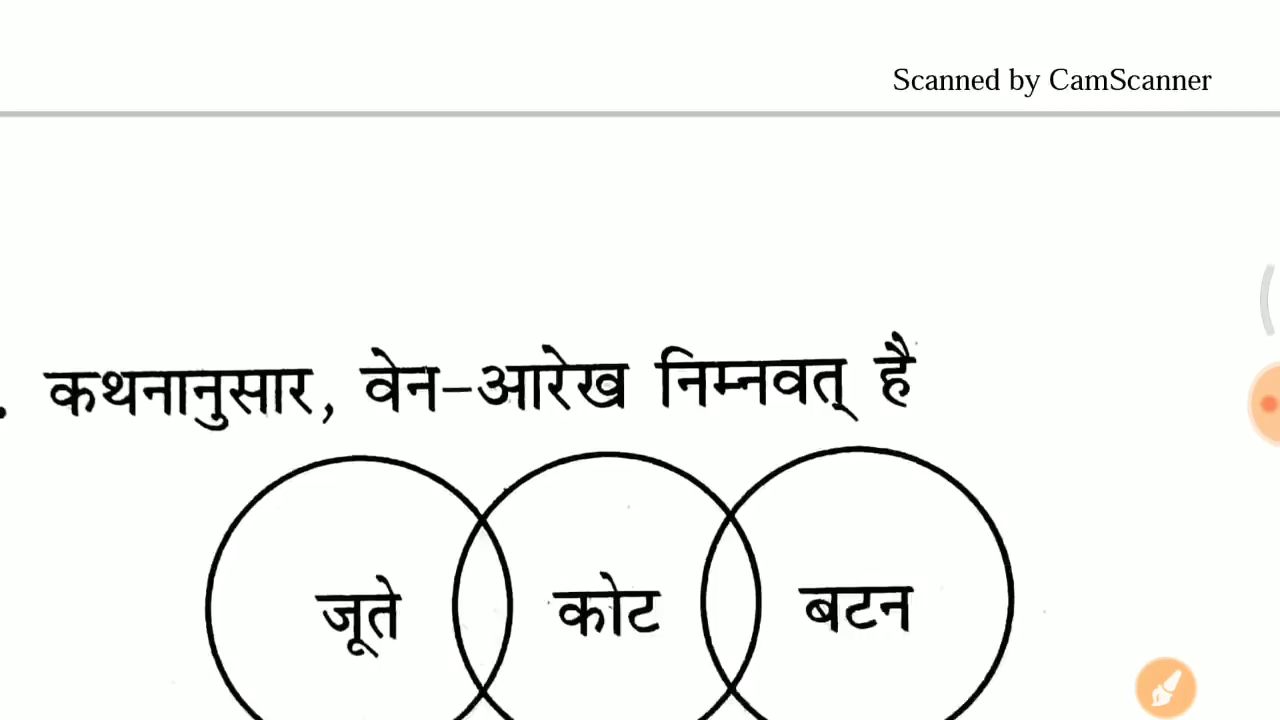 Scanned by CamScanner
. कथनानुसार, वेन-आरेख निम्नवत् है
जूते कोट बटन